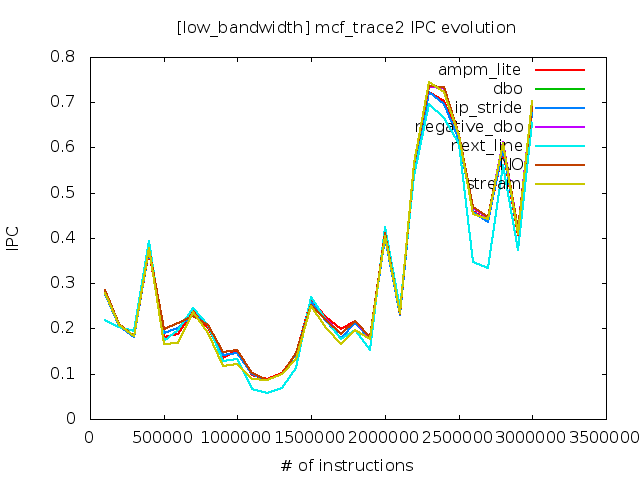 [low_bandwidth] mcf_trace2 IPC evolution
0.8
0.7
0.6
0.5
0.4
0.3
0.2
0.1
0
IPC
ampm_lite
dbo
ip_stride
negative_dbo
next_line
IO
stream
0 500000 1000000 1500000 2000000 2500000 3000000 3500000
# of instructions